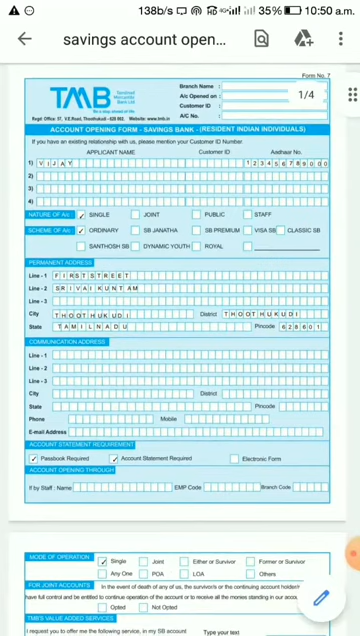 138b/s 4G 35% 10:50 a.m.
savings account open...
1/4
Form No. 7
TMB Tamilnad Mercantile Bank Ltd
Be a step ahead of life
Regd. Office: 57, V.E.Road, Thoothukudi - 628 002. Website: www.tmb.in
Branch Name :
A/c Opened on :
Customer ID :
A/C No. :
ACCOUNT OPENING FORM - SAVINGS BANK - (RESIDENT INDIAN INDIVIDUALS)
If you have an existing relationship with us, please mention your Customer ID Number.
APPLICANT NAME Customer ID Aadhaar No.
1) VIJAY 123456789000
2)
3)
4)
NATURE OF A/c ✓ SINGLE JOINT PUBLIC STAFF
SCHEME OF A/c ✓ ORDINARY SB JANATHA SB PREMIUM VISA SB CLASSIC SB
SANTHOSH SB DYNAMIC YOUTH ROYAL
PERMANENT ADDRESS
Line - 1 FIRST STREET
Line - 2 SRIVAIKUNTAM
Line - 3
City THOOTHUKUDI District THOOTHUKUDI
State TAMILNADU Pincode 628601
COMMUNICATION ADDRESS
Line - 1
Line - 2
Line - 3
City District
State Pincode
Phone Mobile
E-mail Address
ACCOUNT STATEMENT REQUIREMENT
✓ Passbook Required ✓ Account Statement Required Electronic Form
ACCOUNT OPENING THROUGH
If by Staff : Name EMP Code Branch Code
MODE OF OPERATION ✓ Single Joint Either or Survivor Former or Survivor
Any One POA LOA Others
FOR JOINT ACCOUNTS In the event of death of any of us, the survivor/s or the continuing account holder/s
have full control and be entitled to continue operation of the account or to receive all the monies standing in our
Opted Not Opted
TMB'S VALUE ADDED SERVICES
I request you to offer me the following service, in my SB account Type your text